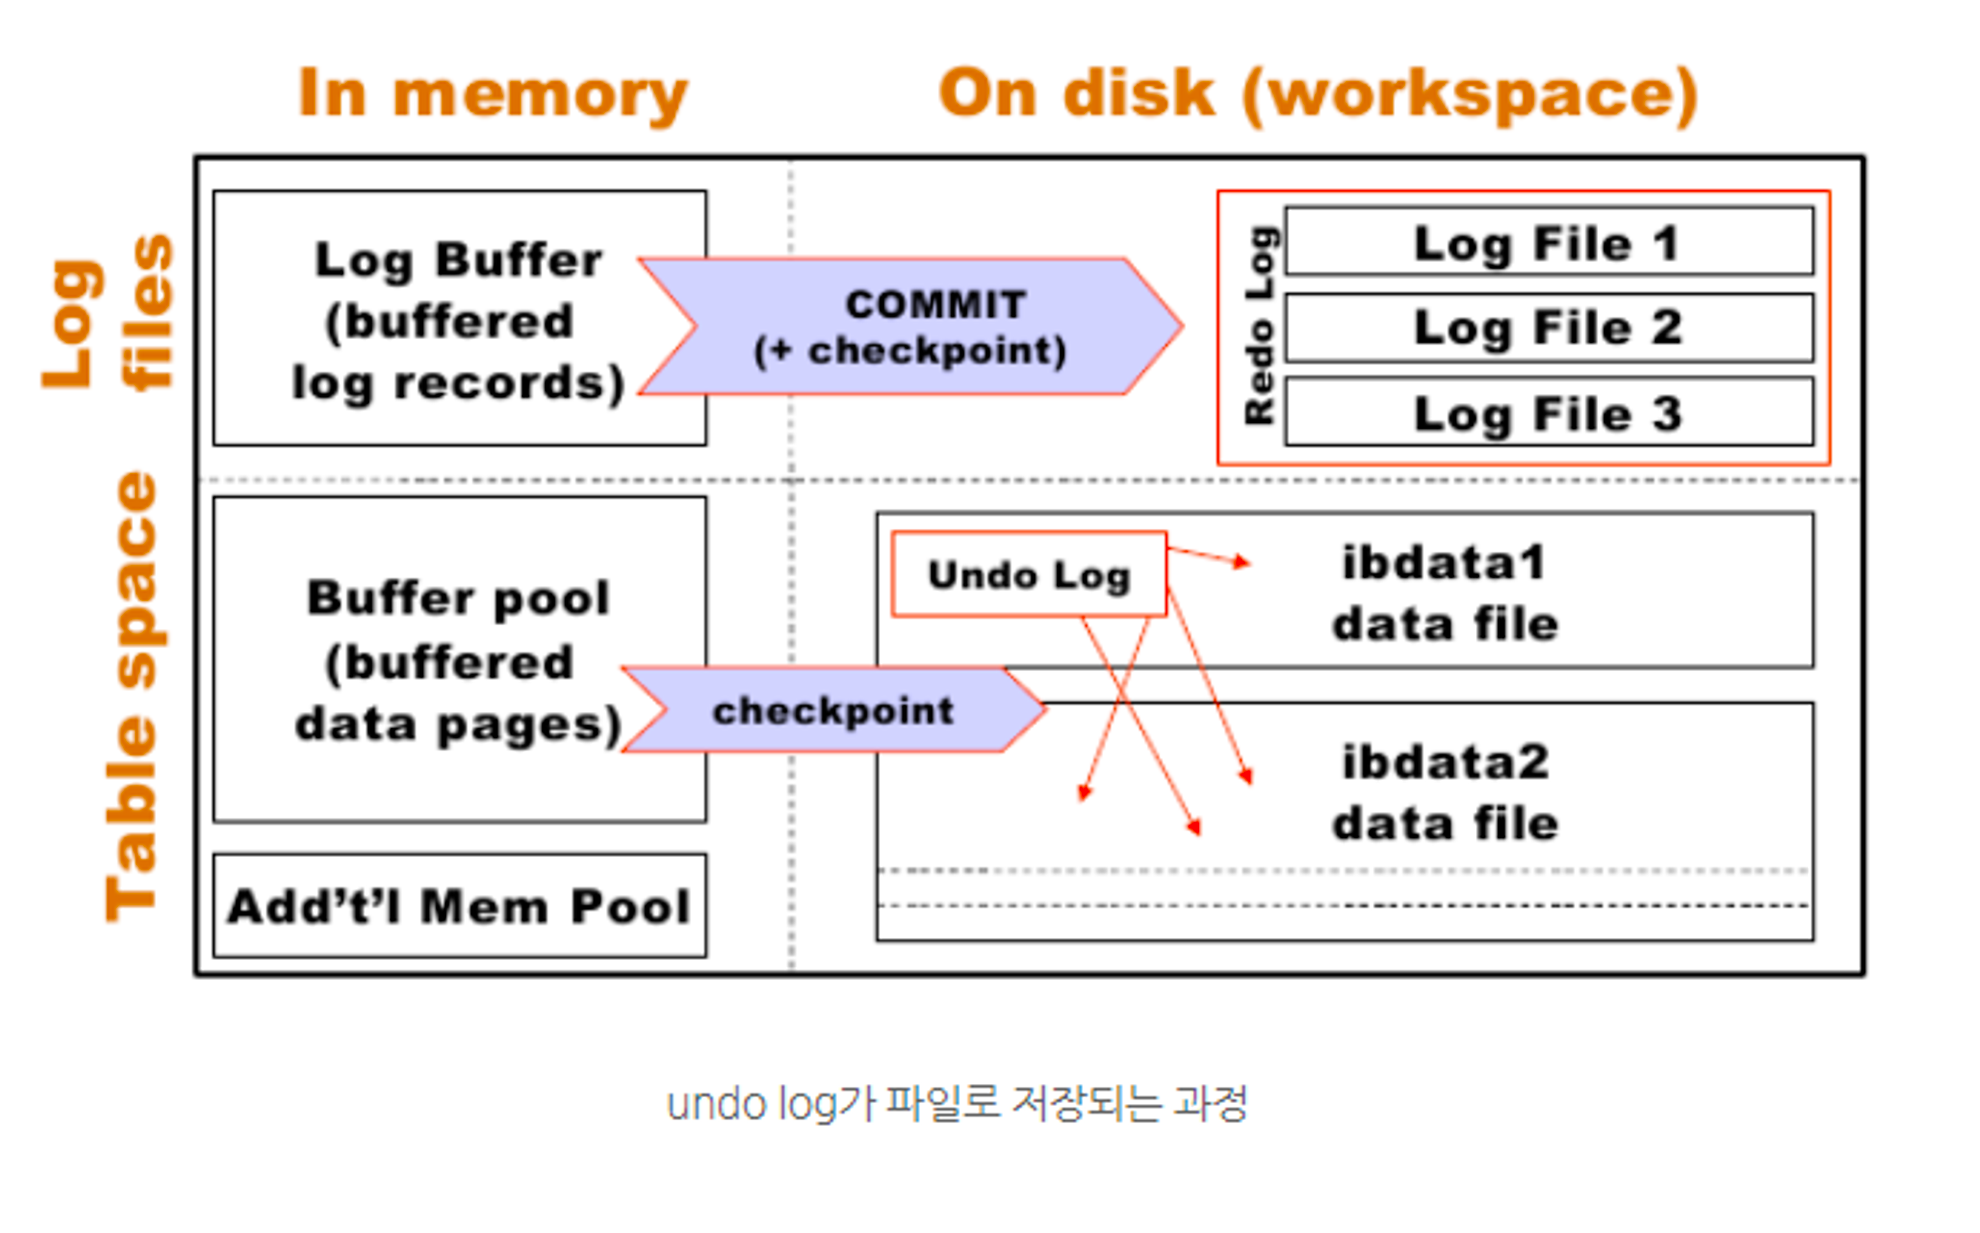 In memory
On disk (workspace)
Log
files
Log Buffer
(buffered
log records)
COMMIT
(+ checkpoint)
Redo Log
Log File 1
Log File 2
Log File 3
Table space
Buffer pool
(buffered
data pages)
checkpoint
Undo Log
ibdata1
data file
ibdata2
data file
Add’t’l Mem Pool
undo log가 파일로 저장되는 과정